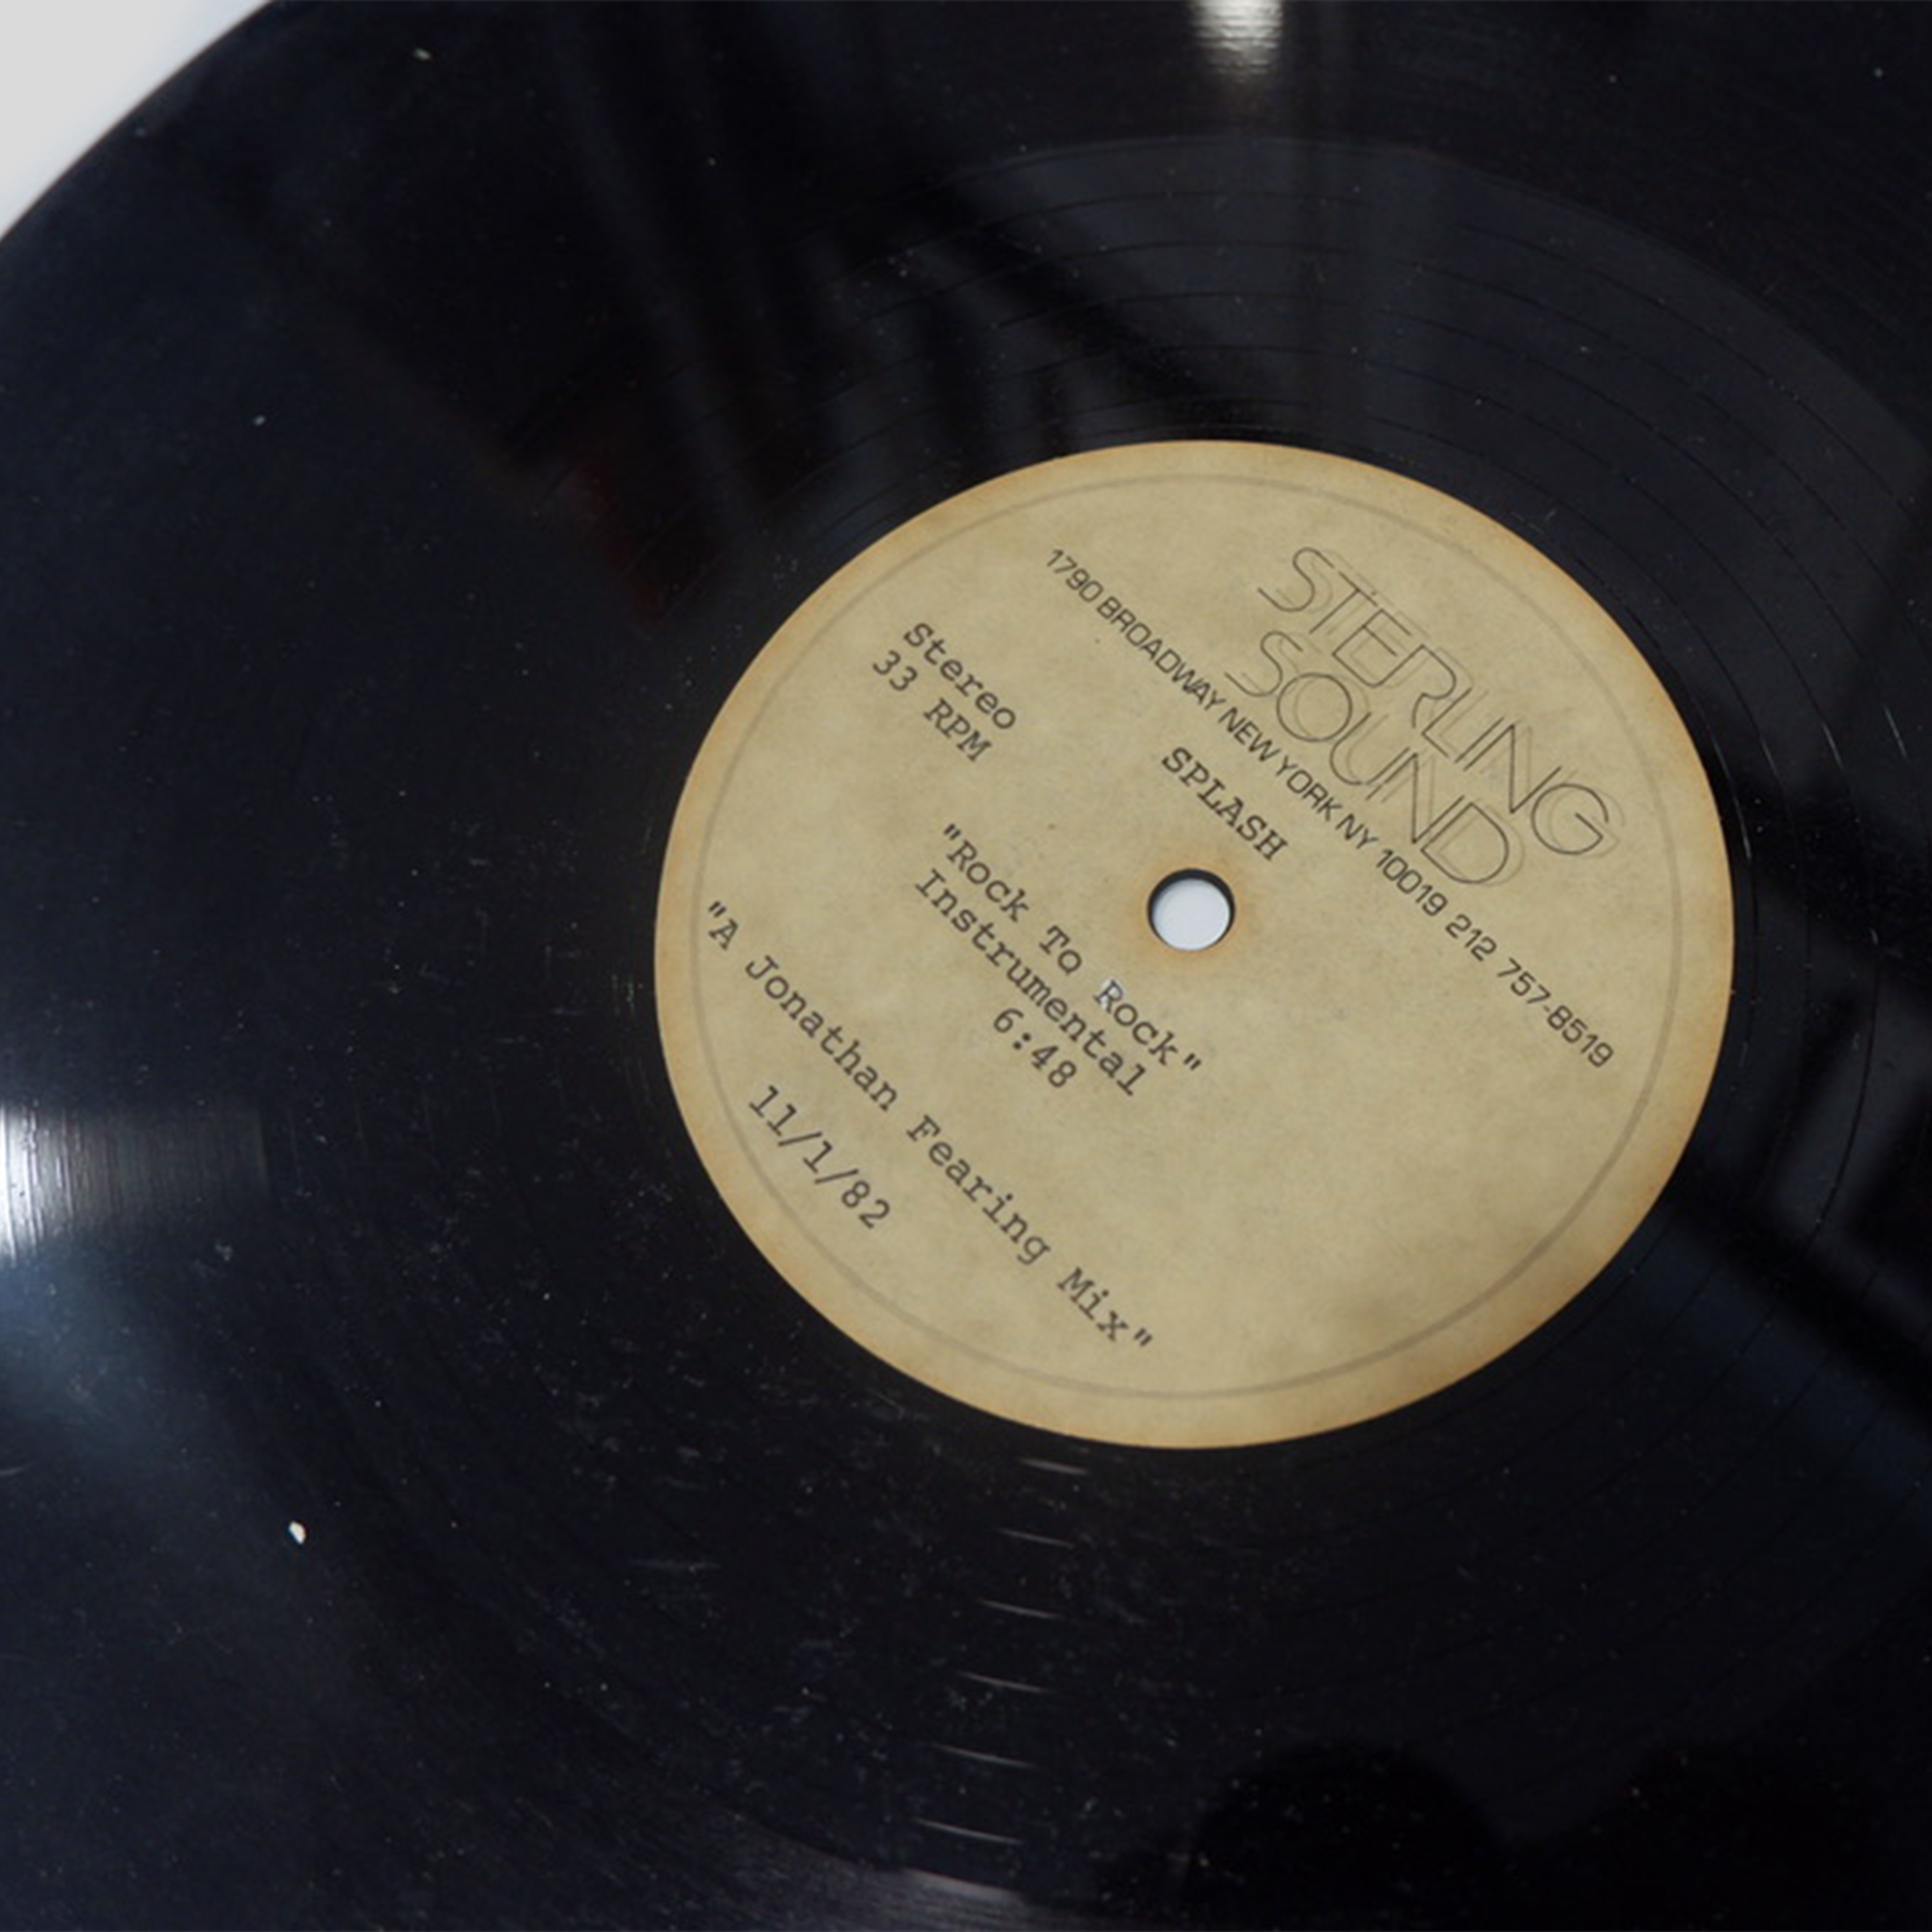 STERLING
SOUND
1790 BROADWAY NEW YORK NY 10019 212 757-8519
Stereo
33 RPM
SPLASH
"Rock To Rock"
Instrumental
6:48
"A Jonathan Fearing Mix"
11/1/82